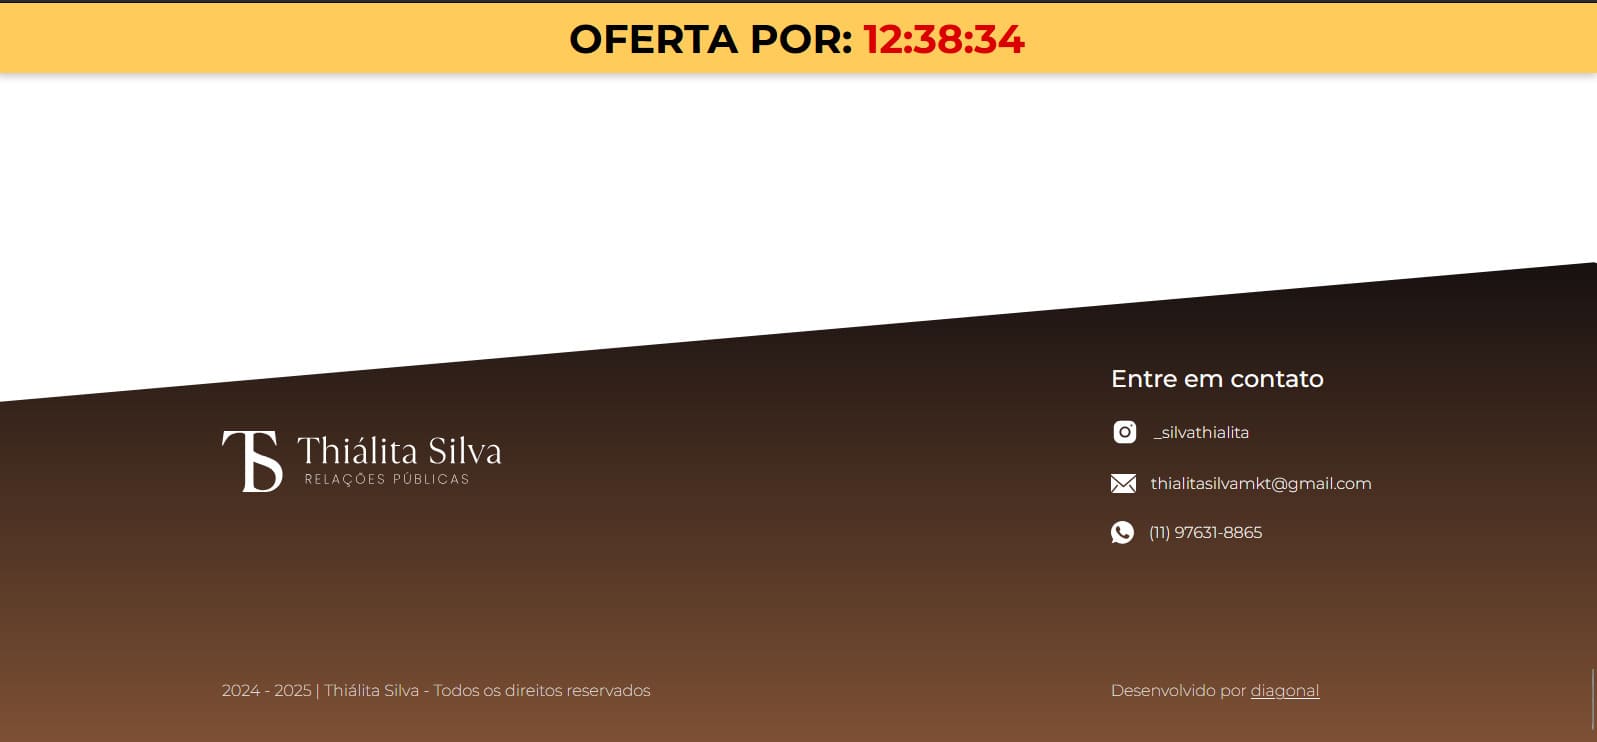 OFERTA POR: 12:38:34
Entre em contato
_silvathialita
TS Thiálita Silva
RELAÇÕES PÚBLICAS
thialitasilvamkt@gmail.com
(11) 97631-8865
2024 - 2025 | Thiálita Silva - Todos os direitos reservados
Desenvolvido por diagonal